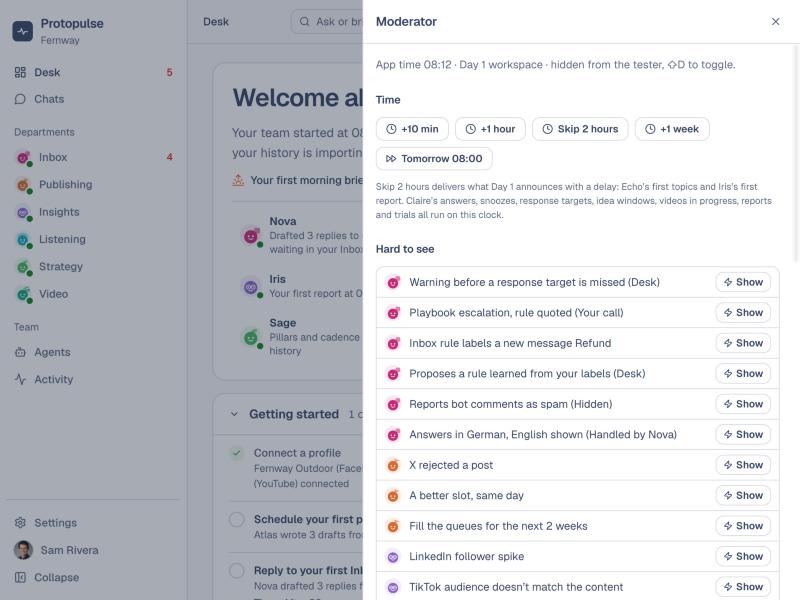 Protopulse
Fernway
Desk 5
Chats
Departments
Inbox 4
Publishing
Insights
Listening
Strategy
Video
Team
Agents
Activity
Settings
Sam Rivera
Collapse
Desk
Ask or bri
Welcome a
Your team started at 08
your history is importin
Your first morning brie
Nova
Drafted 3 replies to
waiting in your Inbox
Iris
Your first report at 0
Sage
Pillars and cadence
history
Getting started 1 o
Connect a profile
Fernway Outdoor (Face
(YouTube) connected
Schedule your first p
Atlas wrote 3 drafts fro
Reply to your first Inb
Nova drafted 3 replies f
Moderator
App time 08:12 · Day 1 workspace · hidden from the tester, ⇧D to toggle.
Time
+10 min
+1 hour
Skip 2 hours
+1 week
Tomorrow 08:00
Skip 2 hours delivers what Day 1 announces with a delay: Echo’s first topics and Iris’s first
report. Claire’s answers, snoozes, response targets, idea windows, videos in progress, reports
and trials all run on this clock.
Hard to see
Warning before a response target is missed (Desk) Show
Playbook escalation, rule quoted (Your call) Show
Inbox rule labels a new message Refund Show
Proposes a rule learned from your labels (Desk) Show
Reports bot comments as spam (Hidden) Show
Answers in German, English shown (Handled by Nova) Show
X rejected a post Show
A better slot, same day Show
Fill the queues for the next 2 weeks Show
LinkedIn follower spike Show
TikTok audience doesn’t match the content Show